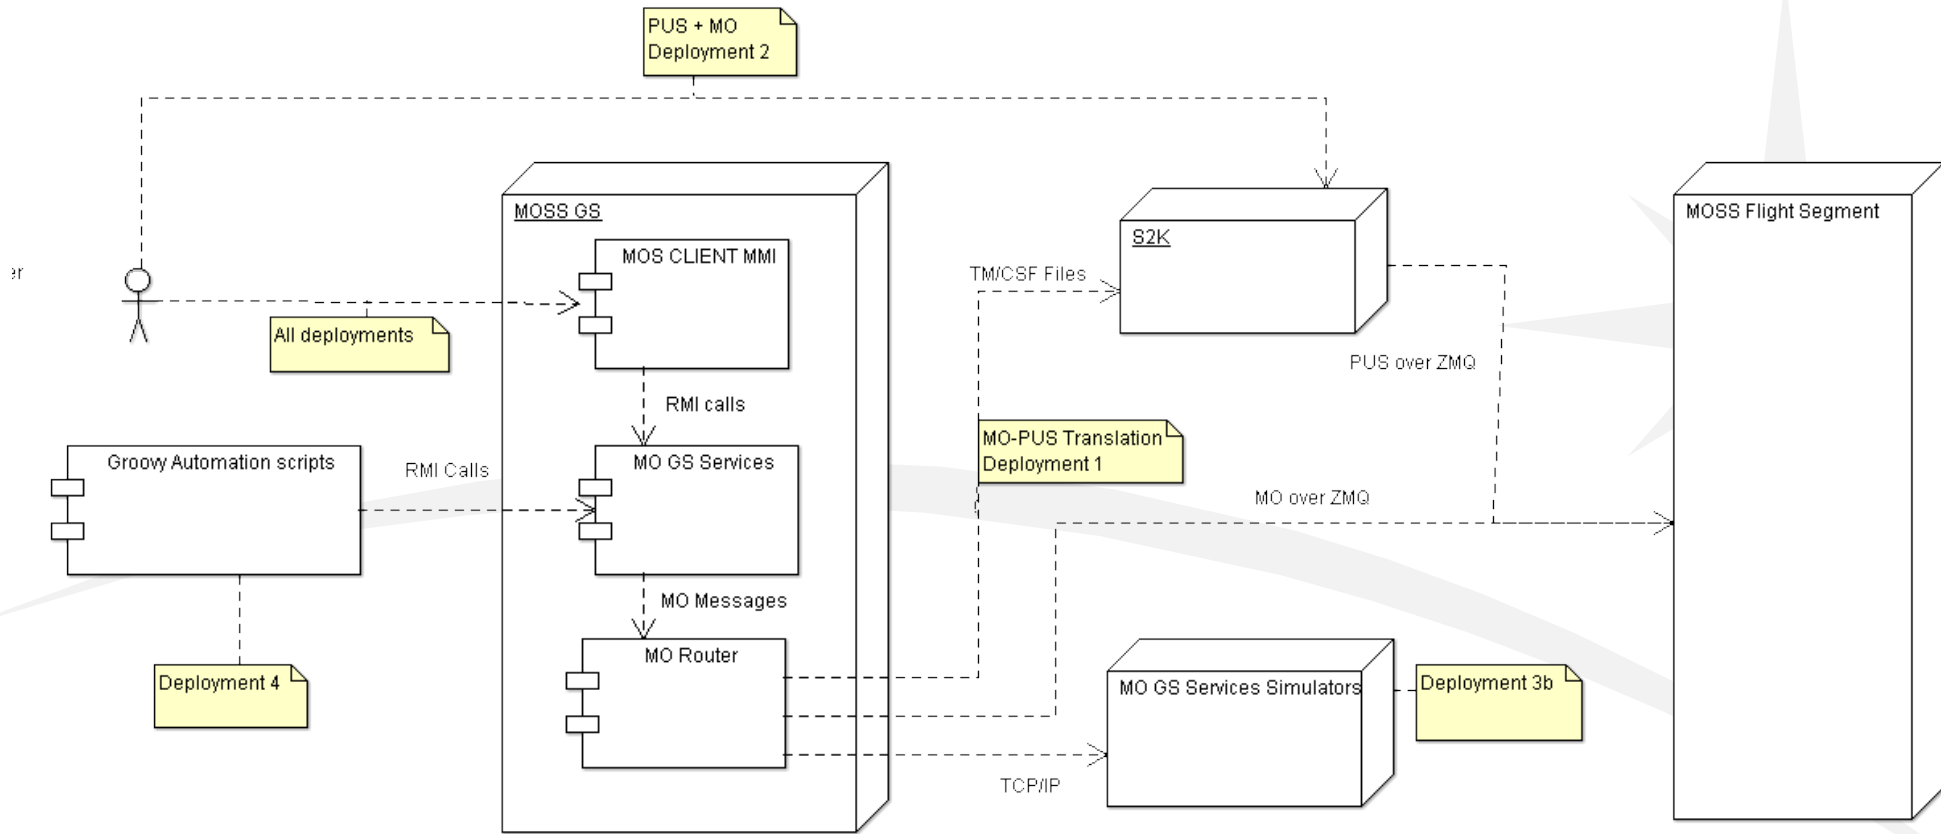 PUS + MO
Deployment 2
MOSS GS
MOS CLIENT MMI
S2K
MOSS Flight Segment
er
TM/CSF Files
All deployments
PUS over ZMQ
RMI calls
MO-PUS Translation
Deployment 1
Groovy Automation scripts
RMI Calls
MO GS Services
MO over ZMQ
MO Messages
MO Router
Deployment 4
MO GS Services Simulators
Deployment 3b
TCP/IP